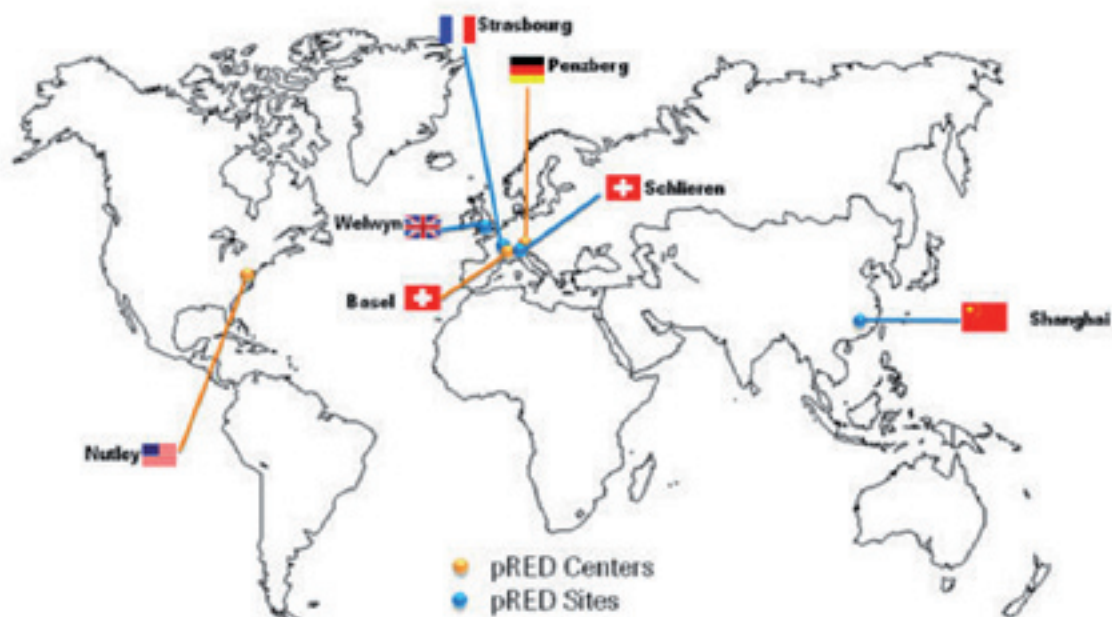 Strasbourg
Penzberg
Schlieren
Welwyn
Basel
Shanghai
Nutley
pRED Centers
pRED Sites